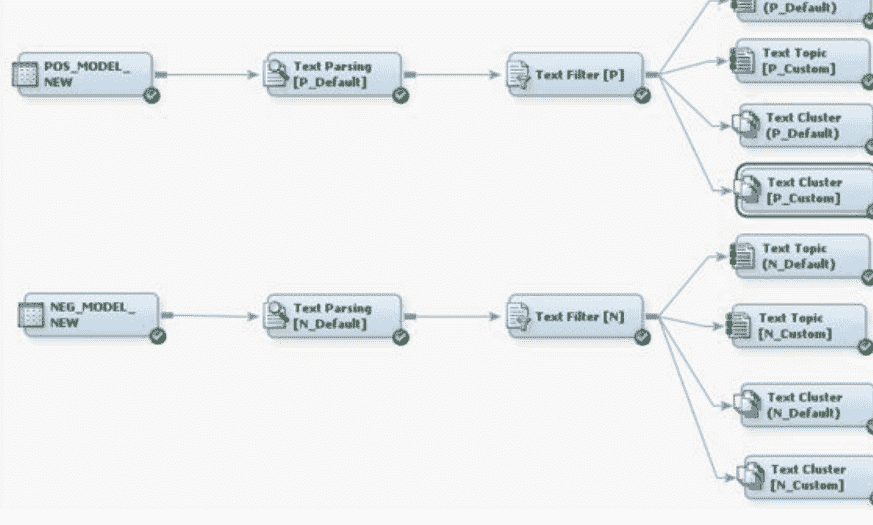 (P_Default)
POS_MODEL_
NEW
Text Parsing
[P_Default]
Text Filter [P]
Text Topic
[P_Custom]
Text Cluster
(P_Default)
Text Cluster
[P_Custom]
Text Topic
(N_Default)
NEG_MODEL_
NEW
Text Parsing
[N_Default]
Text Filter [N]
Text Topic
[N_Custom]
Text Cluster
(N_Default)
Text Cluster
[N_Custom]